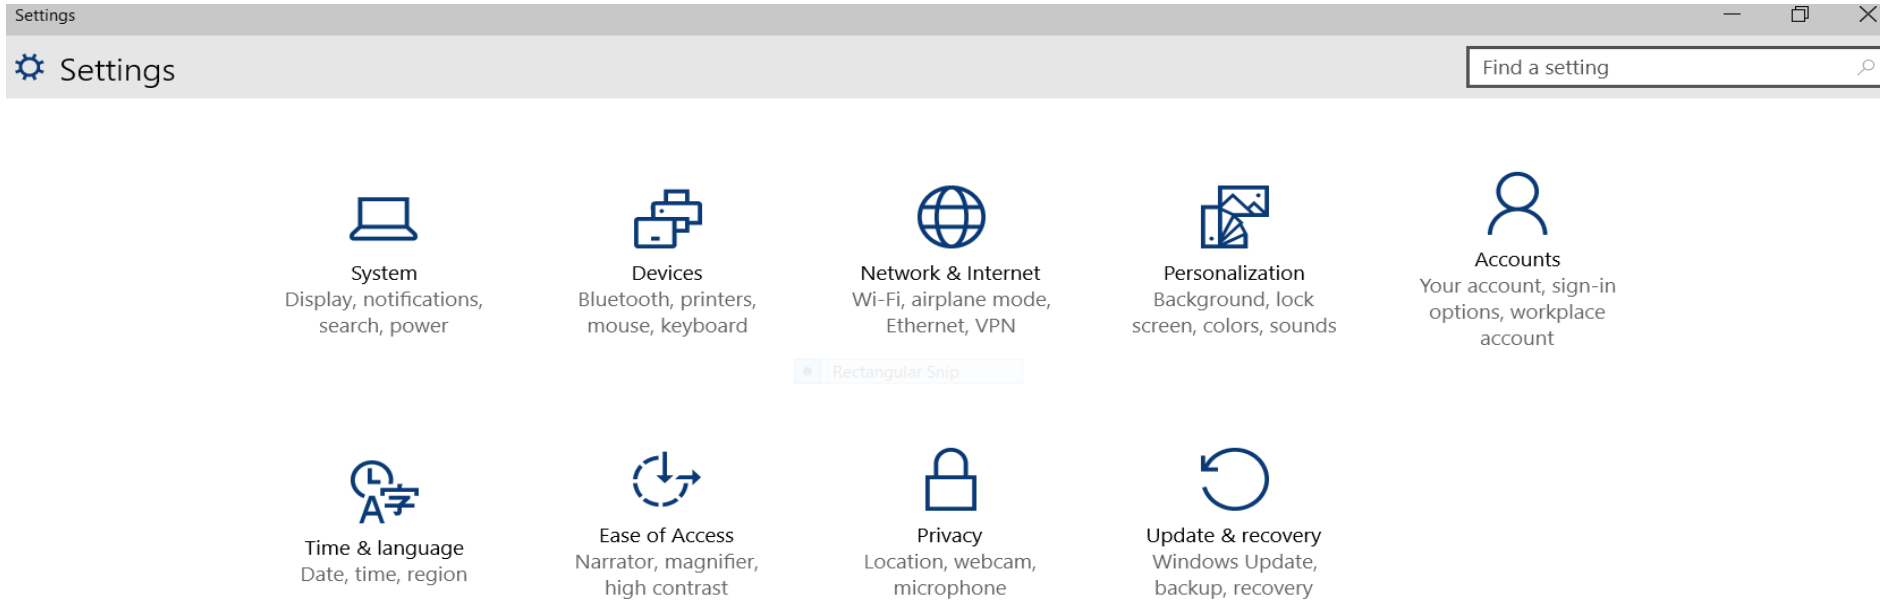 Settings
Settings
Find a setting
System
Display, notifications,
search, power
Devices
Bluetooth, printers,
mouse, keyboard
Network & Internet
Wi-Fi, airplane mode,
Ethernet, VPN
Personalization
Background, lock
screen, colors, sounds
Accounts
Your account, sign-in
options, workplace
account
Rectangular Snip
Time & language
Date, time, region
Ease of Access
Narrator, magnifier,
high contrast
Privacy
Location, webcam,
microphone
Update & recovery
Windows Update,
backup, recovery